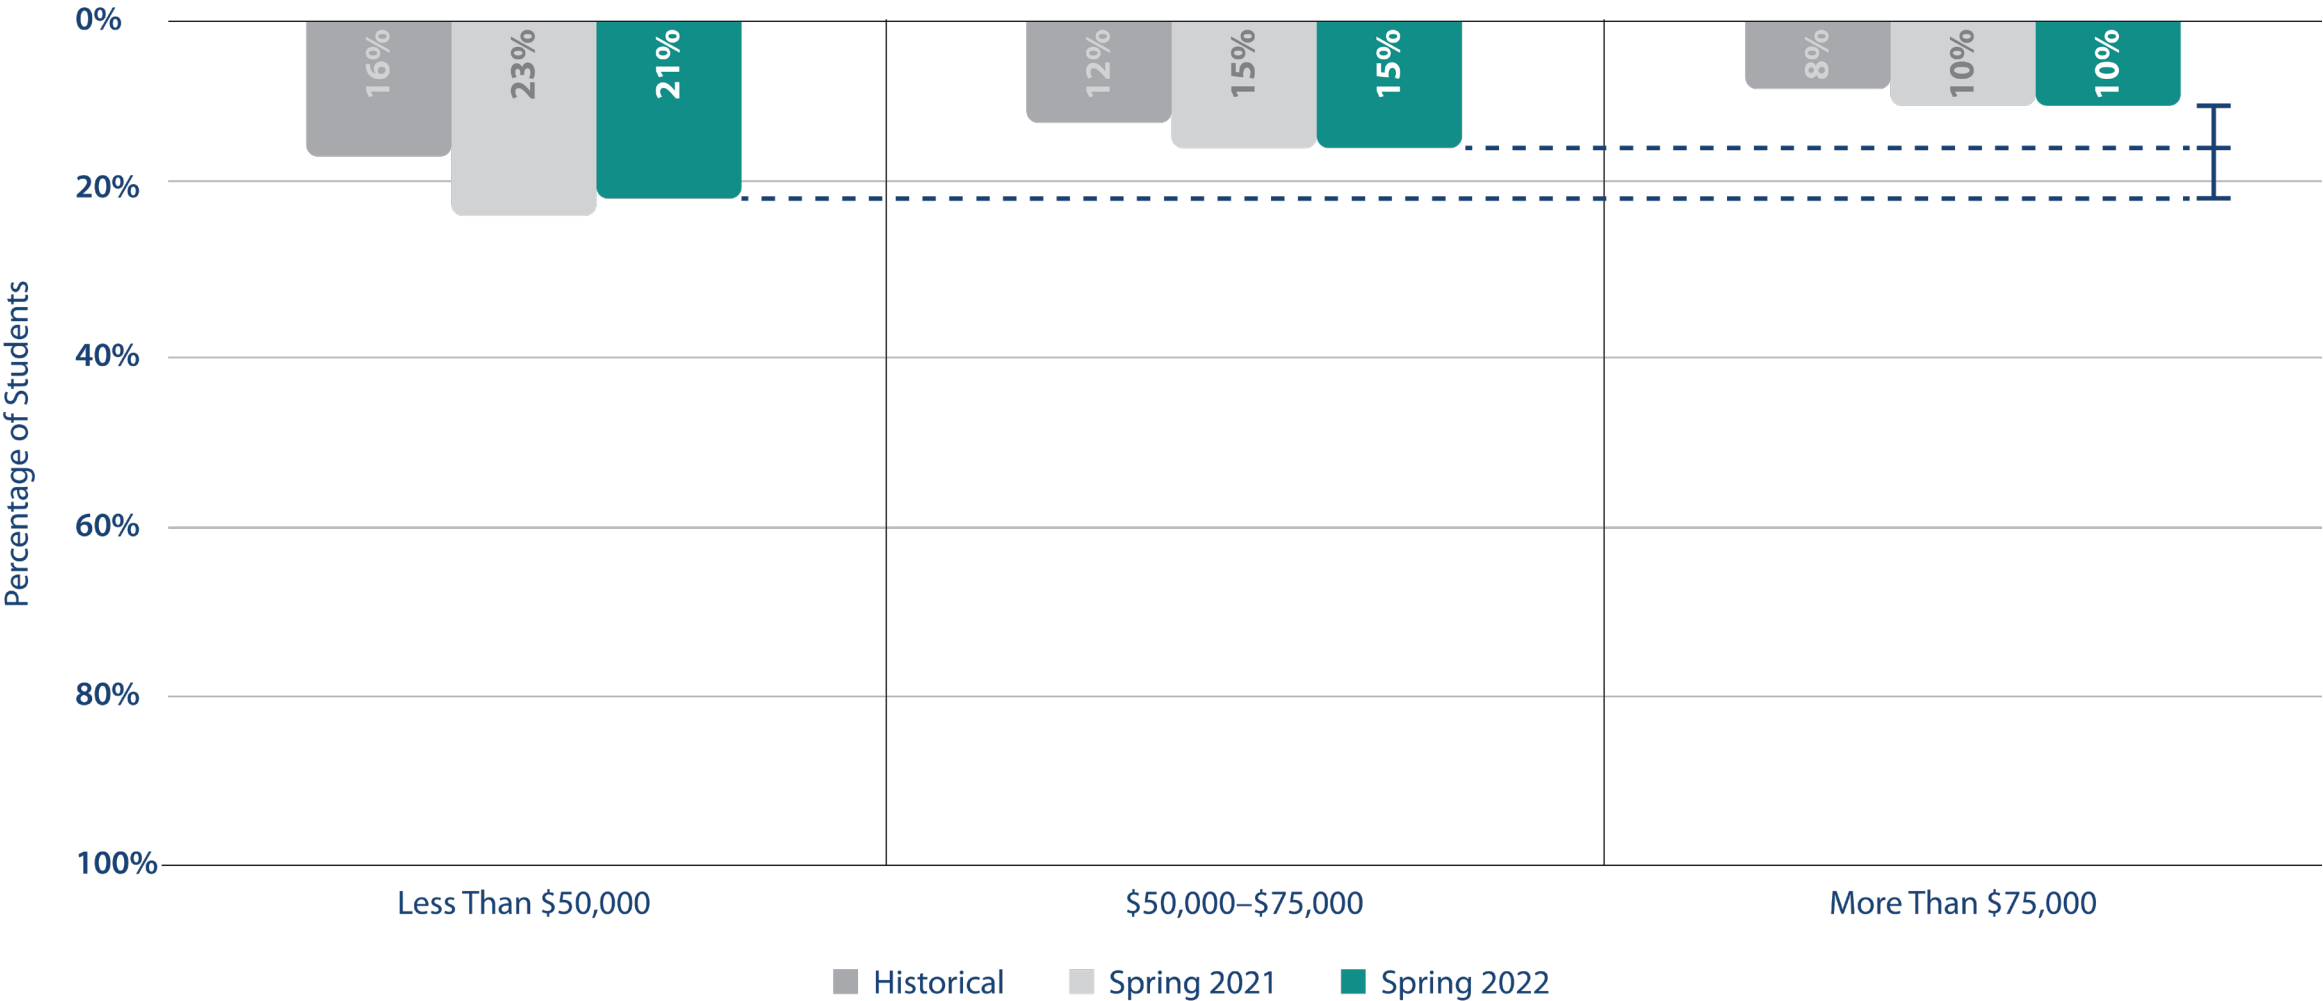 0%
20%
40%
60%
80%
100%
Percentage of Students
16%
23%
21%
12%
15%
15%
8%
10%
10%
Less Than $50,000
$50,000–$75,000
More Than $75,000
Historical
Spring 2021
Spring 2022